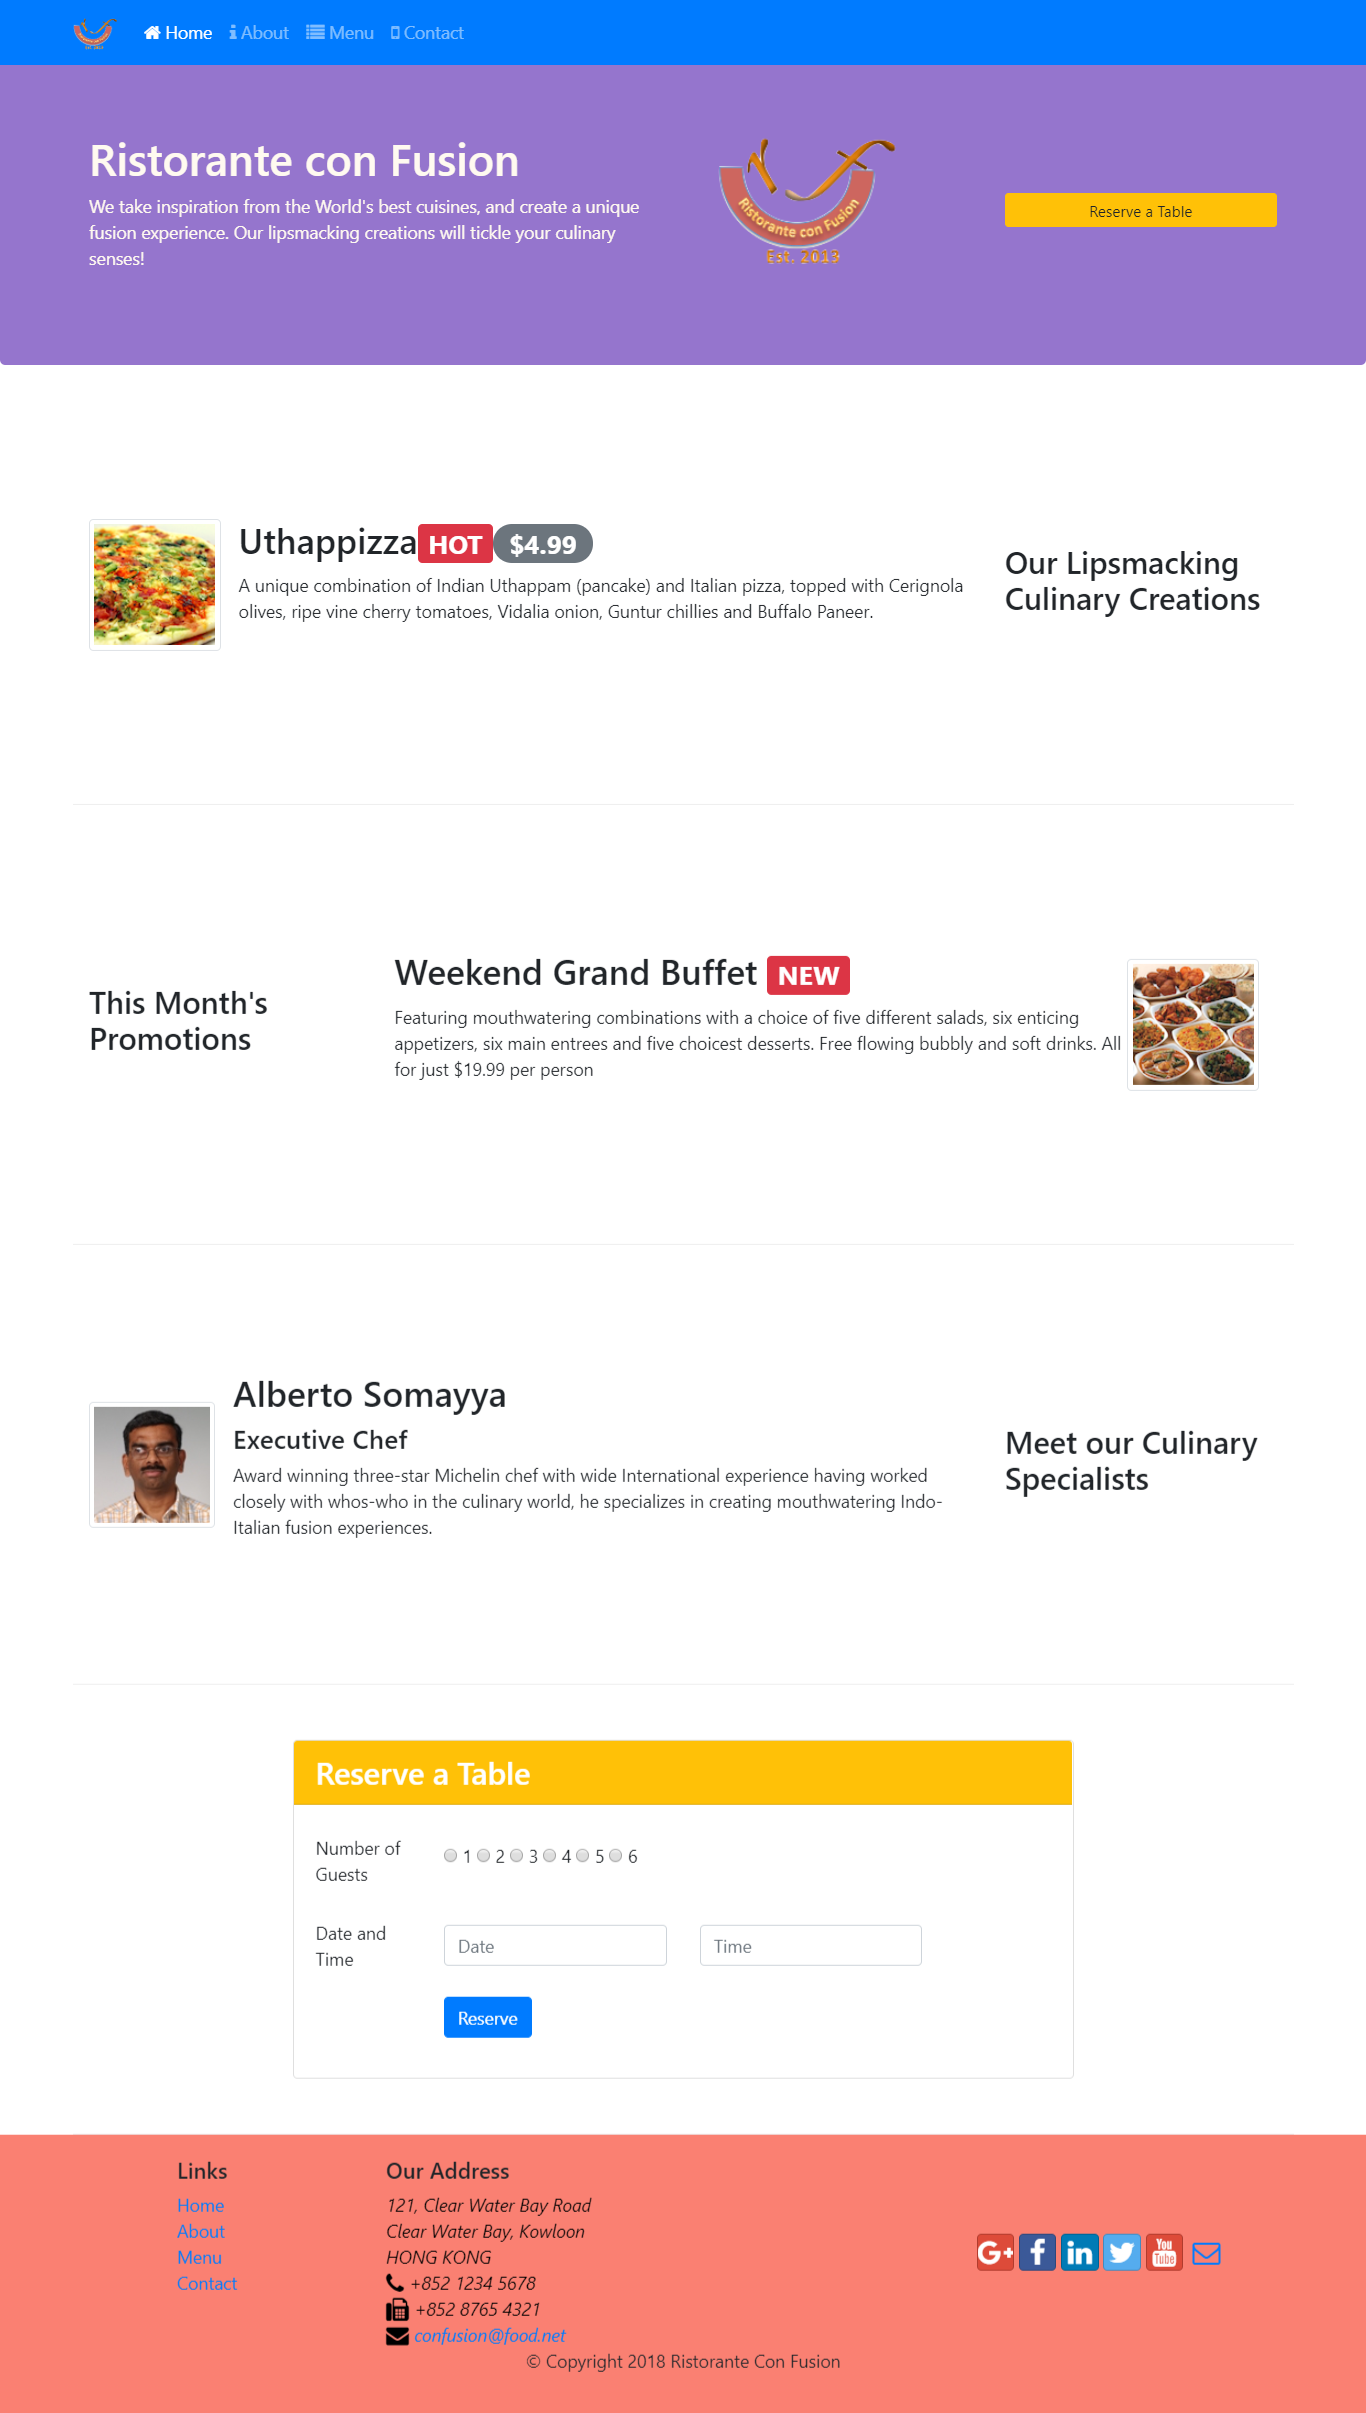 Home About Menu Contact
Ristorante con Fusion
We take inspiration from the World's best cuisines, and create a unique
fusion experience. Our lipsmacking creations will tickle your culinary
senses!
Ristorante con Fusion
Est. 2013
Reserve a Table
Uthappizza HOT $4.99
A unique combination of Indian Uthappam (pancake) and Italian pizza, topped with Cerignola
olives, ripe vine cherry tomatoes, Vidalia onion, Guntur chillies and Buffalo Paneer.
Our Lipsmacking
Culinary Creations
This Month's
Promotions
Weekend Grand Buffet NEW
Featuring mouthwatering combinations with a choice of five different salads, six enticing
appetizers, six main entrees and five choicest desserts. Free flowing bubbly and soft drinks. All
for just $19.99 per person
Alberto Somayya
Executive Chef
Award winning three-star Michelin chef with wide International experience having worked
closely with whos-who in the culinary world, he specializes in creating mouthwatering Indo-
Italian fusion experiences.
Meet our Culinary
Specialists
Reserve a Table
Number of
Guests
1 2 3 4 5 6
Date and
Time
Date
Time
Reserve
Links
Home
About
Menu
Contact
Our Address
121, Clear Water Bay Road
Clear Water Bay, Kowloon
HONG KONG
+852 1234 5678
+852 8765 4321
confusion@food.net
G+ f in You Tube
© Copyright 2018 Ristorante Con Fusion